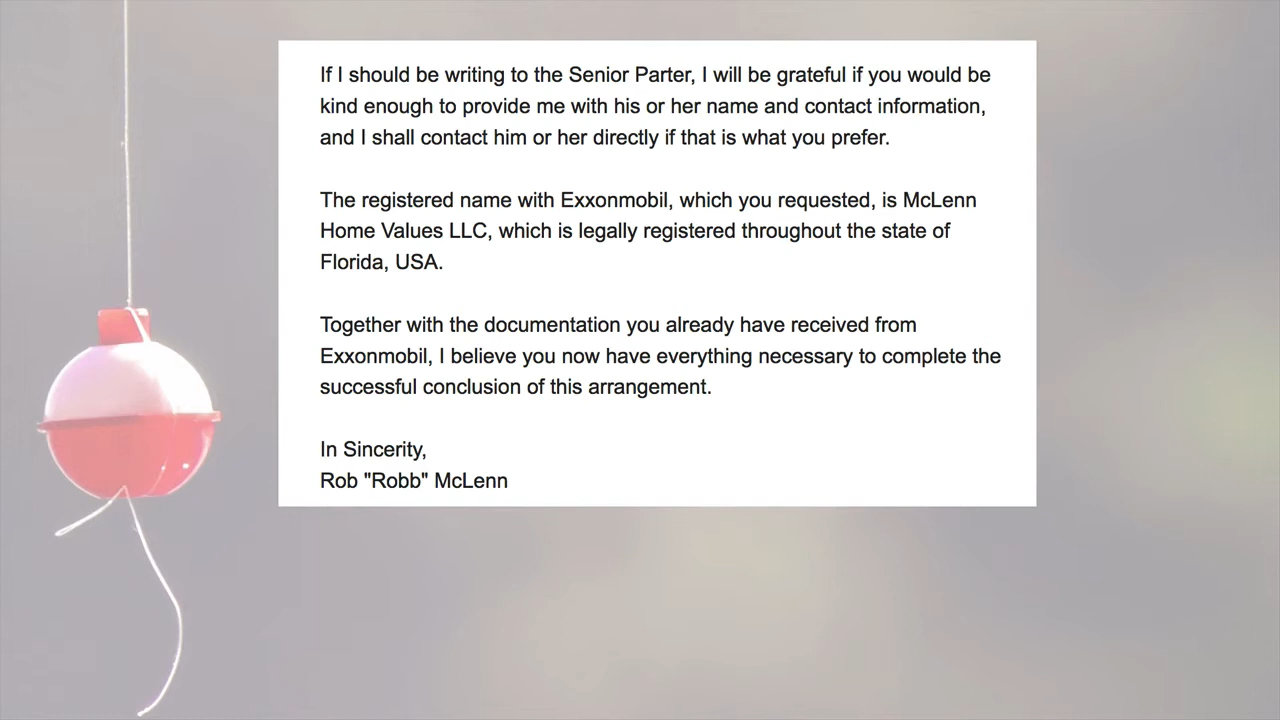 If I should be writing to the Senior Parter, I will be grateful if you would be
kind enough to provide me with his or her name and contact information,
and I shall contact him or her directly if that is what you prefer.
The registered name with Exxonmobil, which you requested, is McLenn
Home Values LLC, which is legally registered throughout the state of
Florida, USA.
Together with the documentation you already have received from
Exxonmobil, I believe you now have everything necessary to complete the
successful conclusion of this arrangement.
In Sincerity,
Rob "Robb" McLenn